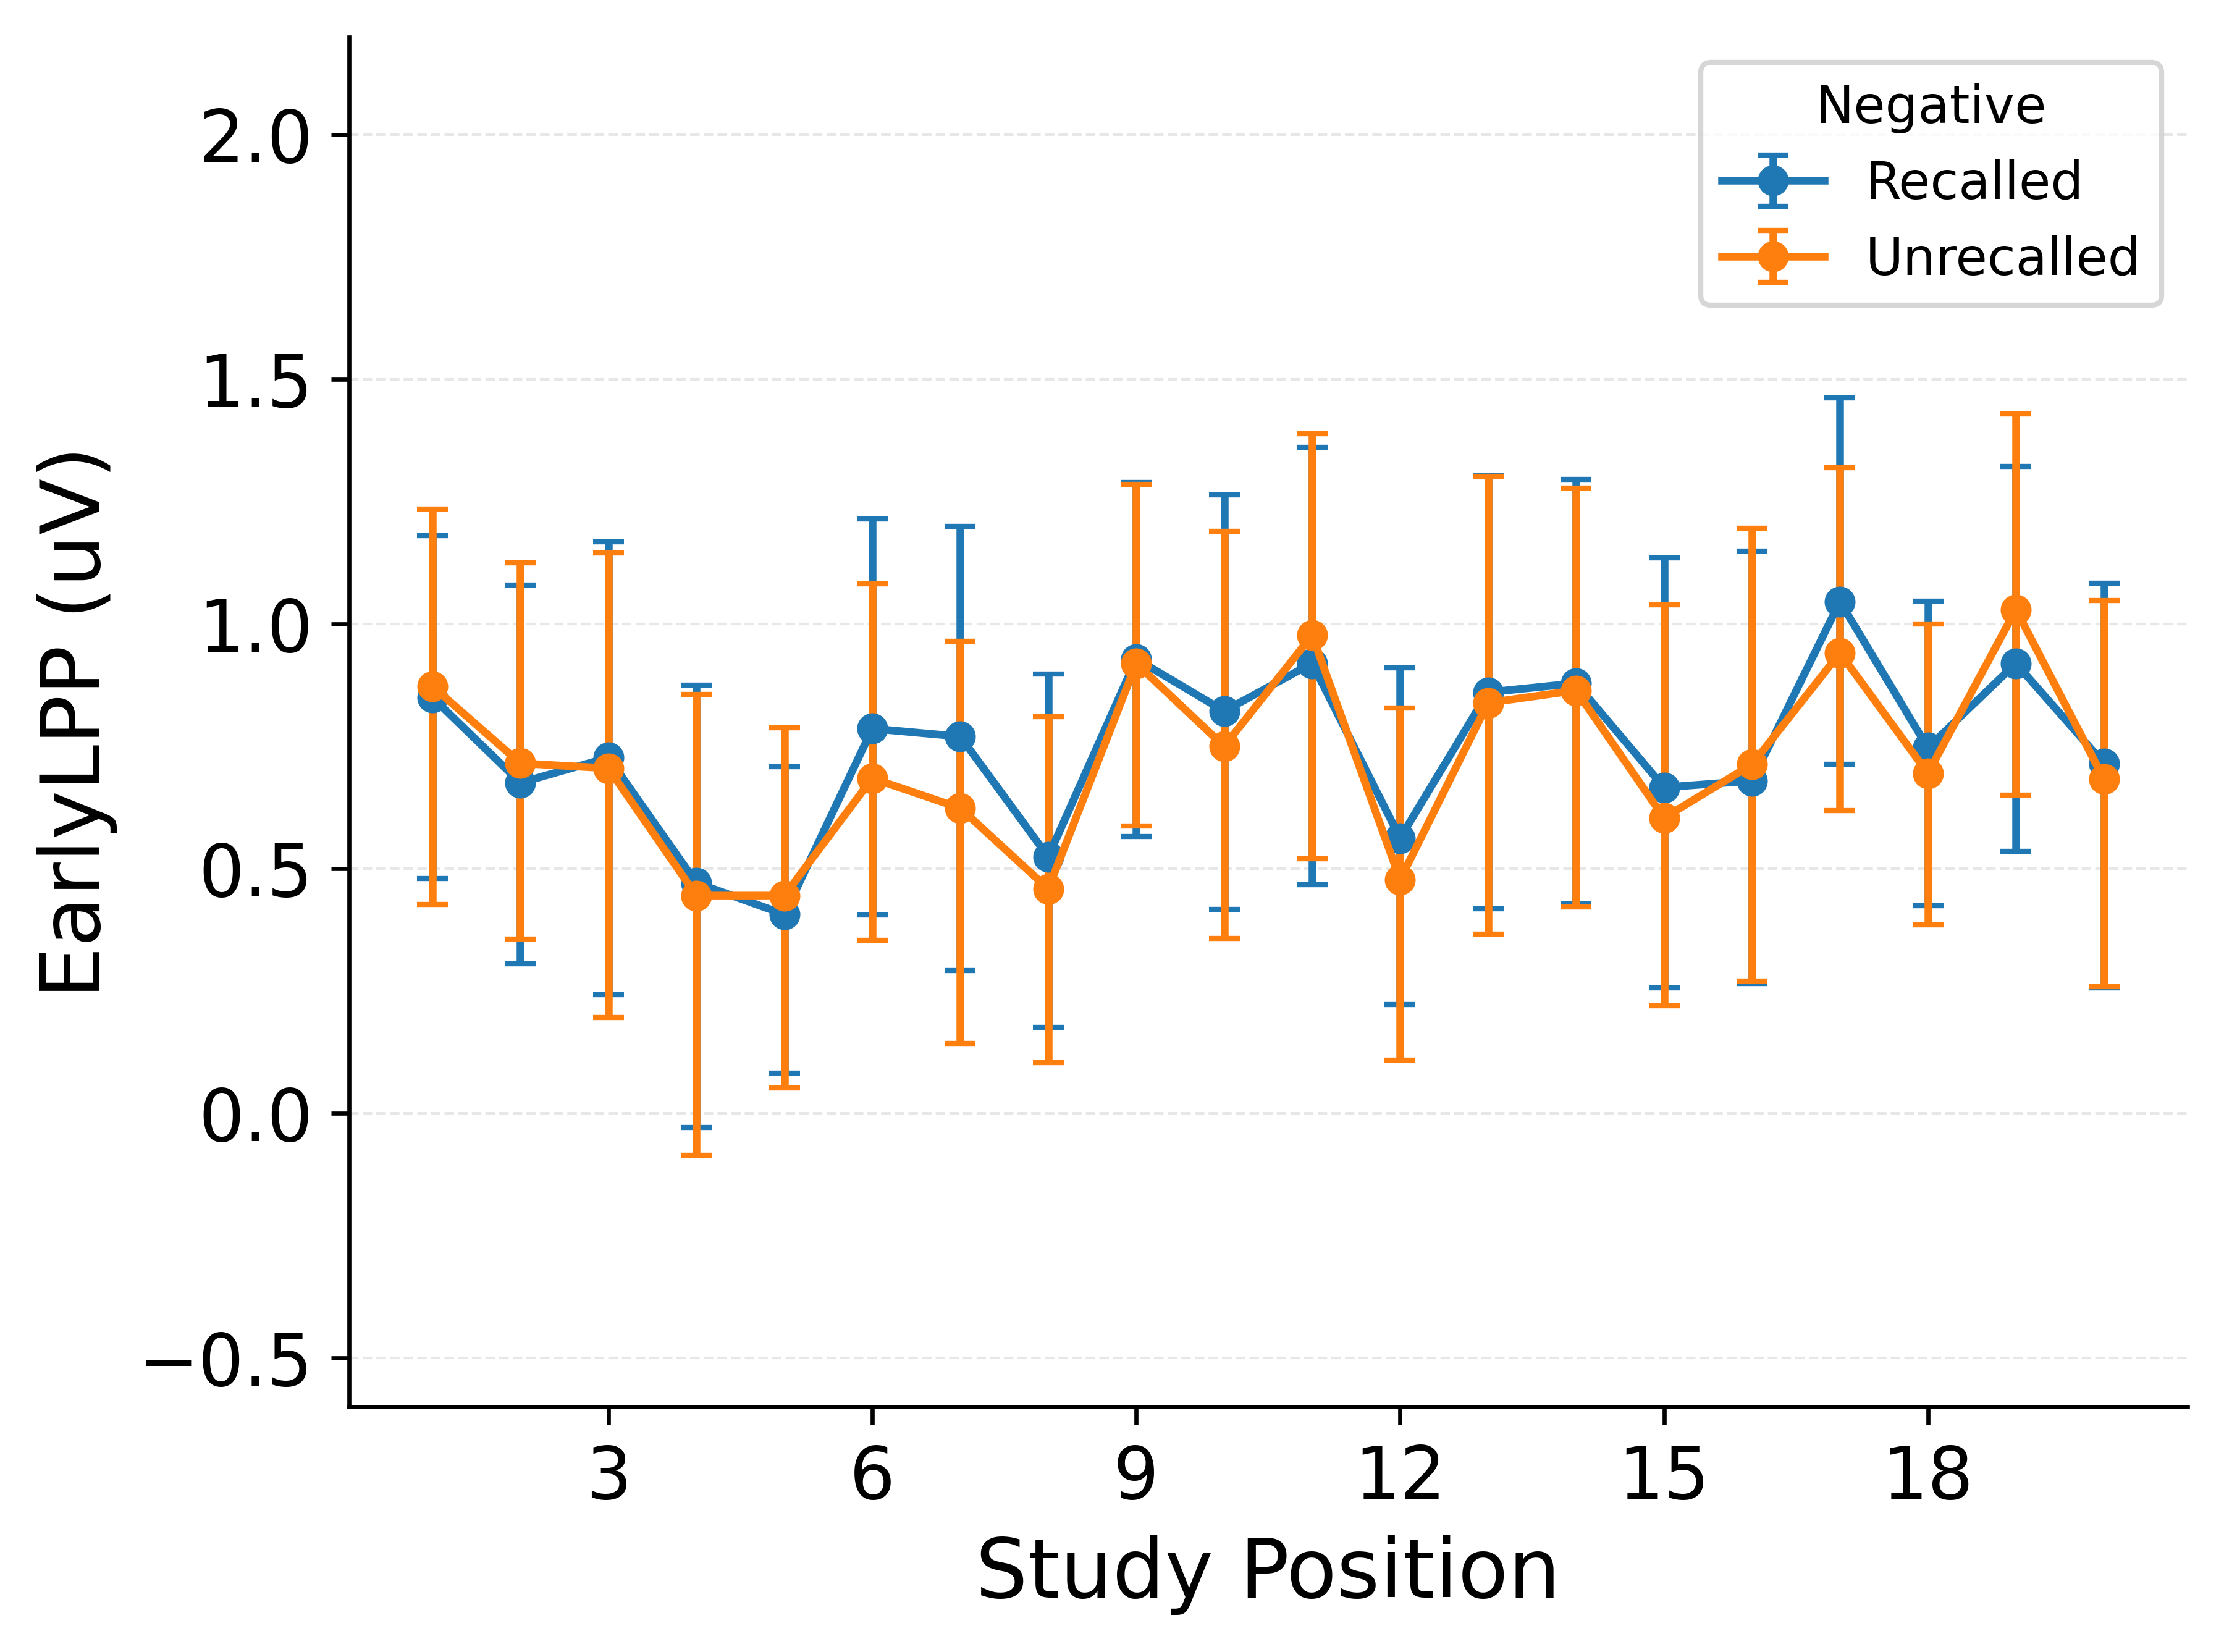 Negative
Recalled
Unrecalled
2.0
1.5
1.0
0.5
0.0
−0.5
EarlyLPP (uV)
3 6 9 12 15 18
Study Position